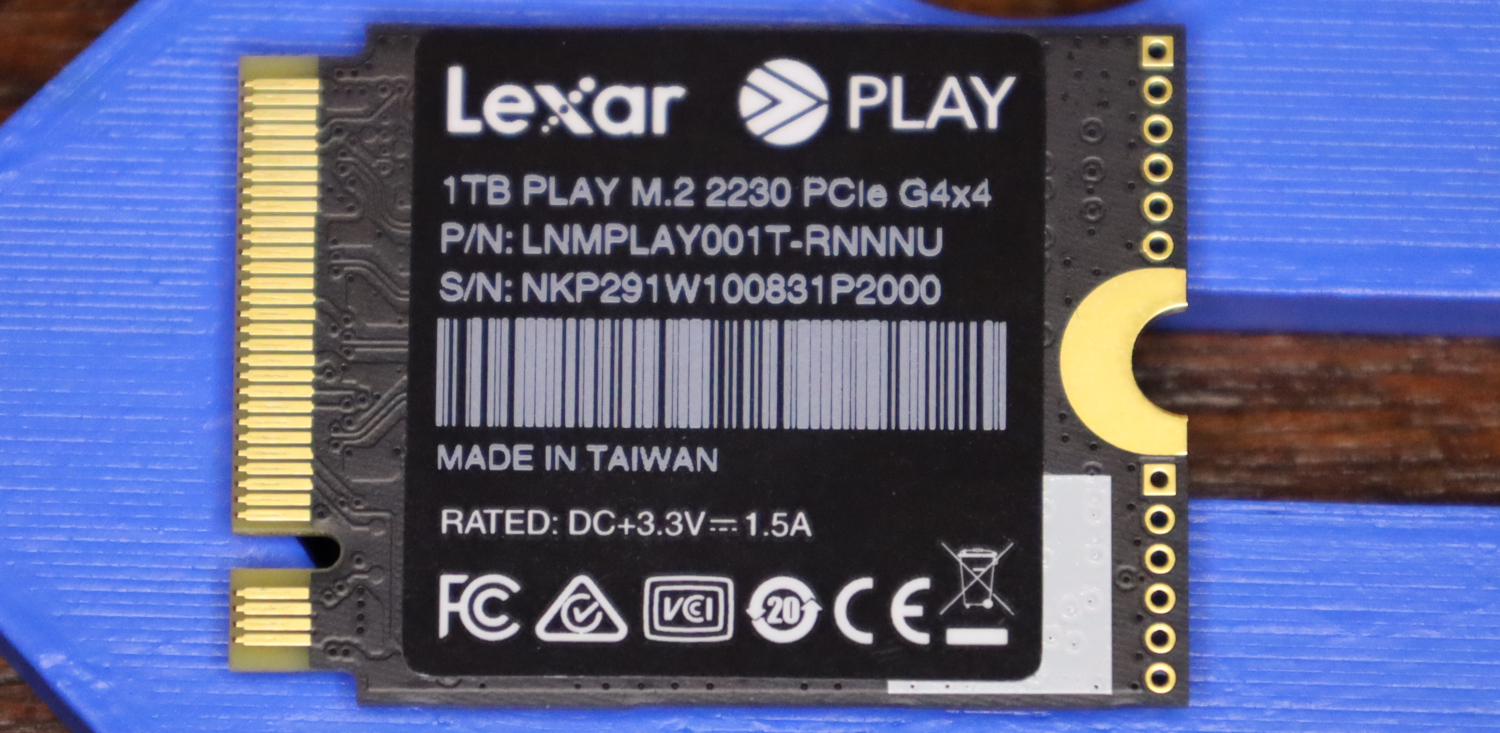 Lexar PLAY
1TB PLAY M.2 2230 PCIe G4x4
P/N: LNMPLAY001T-RNNNU
S/N: NKP291W100831P2000
MADE IN TAIWAN
RATED: DC+3.3V⎓1.5A
FC VCI 20 CE